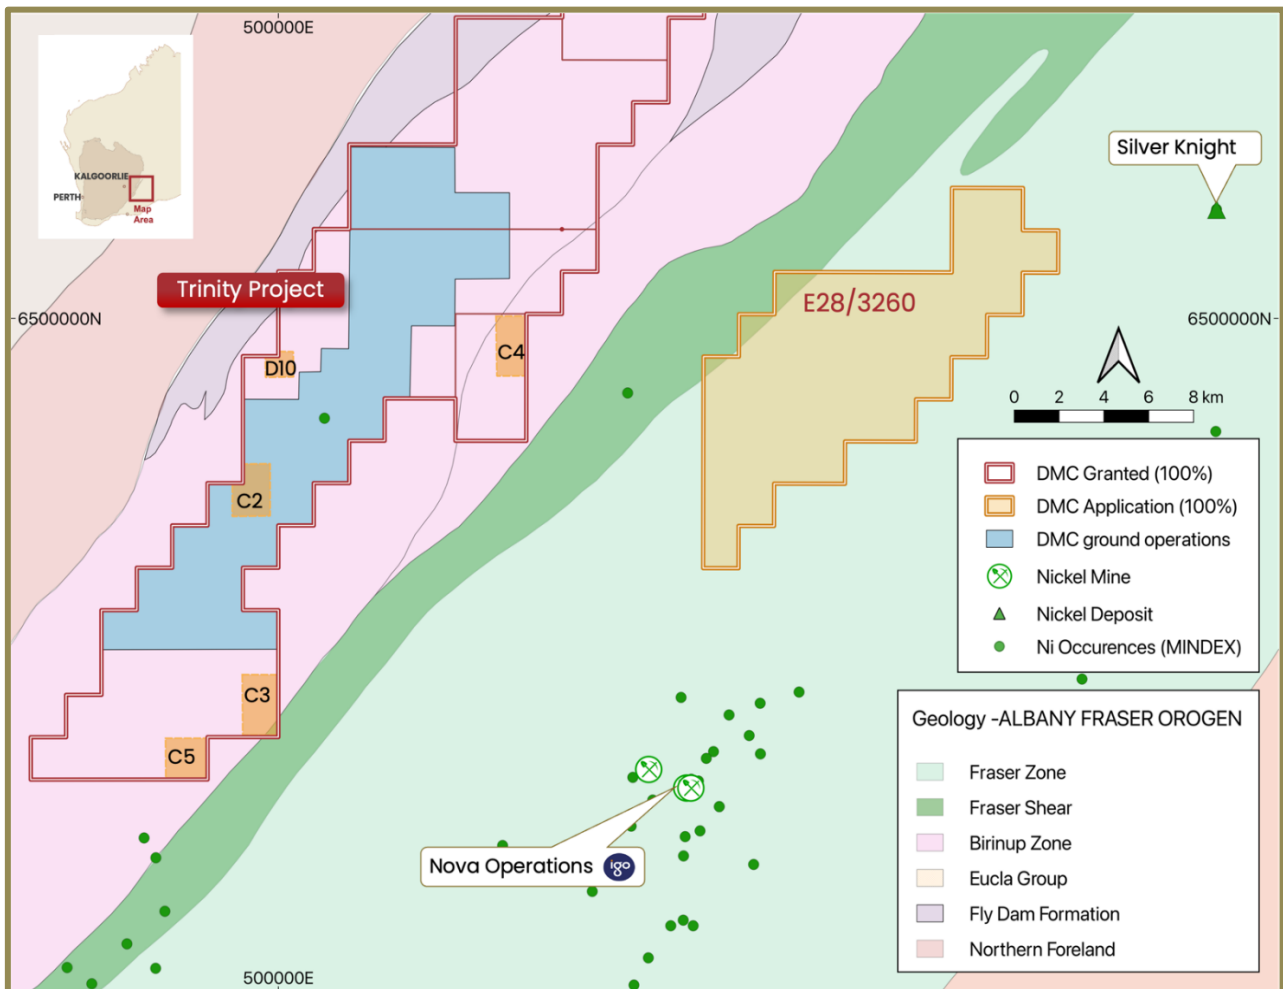 500000E
KALGOORLIE
PERTH
Map
Area
Silver Knight
Trinity Project
E28/3260
6500000N
6500000N
C4
D10
0 2 4 6 8 km
C2
DMC Granted (100%)
DMC Application (100%)
DMC ground operations
Nickel Mine
Nickel Deposit
Ni Occurences (MINDEX)
C3
C5
Geology -ALBANY FRASER OROGEN
Fraser Zone
Fraser Shear
Birinup Zone
Eucla Group
Fly Dam Formation
Northern Foreland
Nova Operations igo
500000E